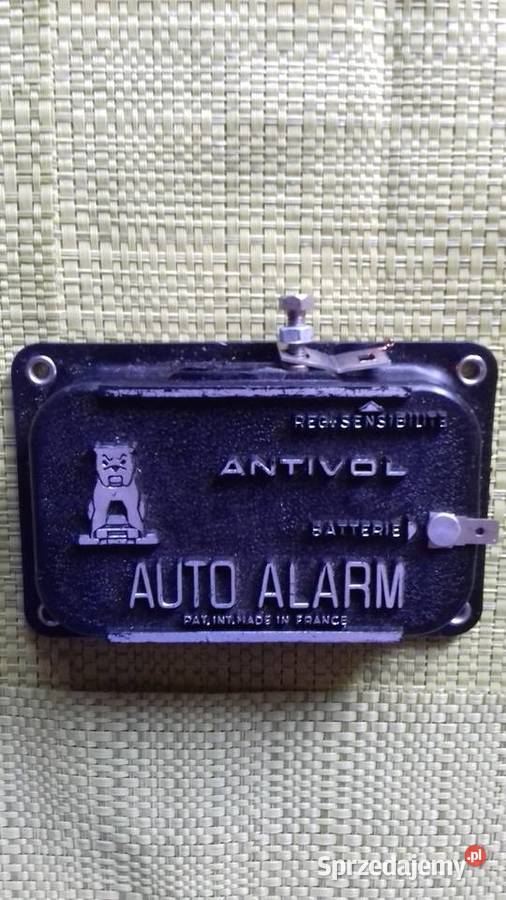 REG. SENSIBILITE
ANTIVOL
BATTERIE
AUTO ALARM
PAT. INT. MADE IN FRANCE
Sprzedajemy.pl